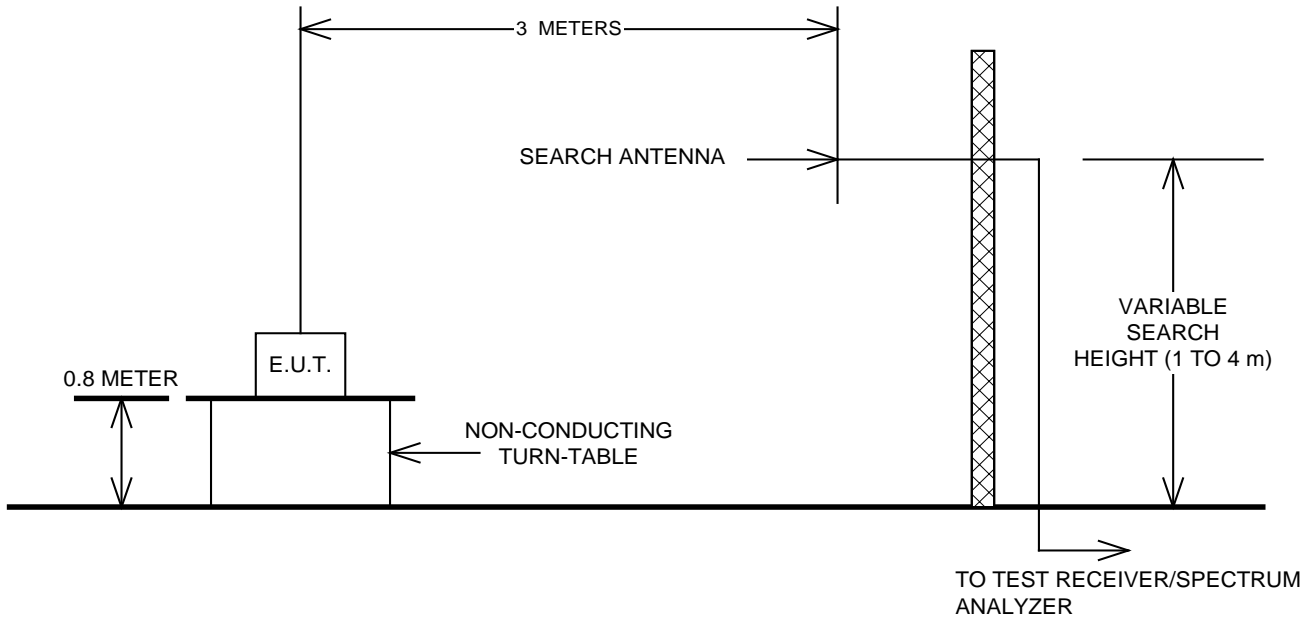 3 METERS
SEARCH ANTENNA
E.U.T.
0.8 METER
NON-CONDUCTING
TURN-TABLE
VARIABLE
SEARCH
HEIGHT (1 TO 4 m)
TO TEST RECEIVER/SPECTRUM
ANALYZER